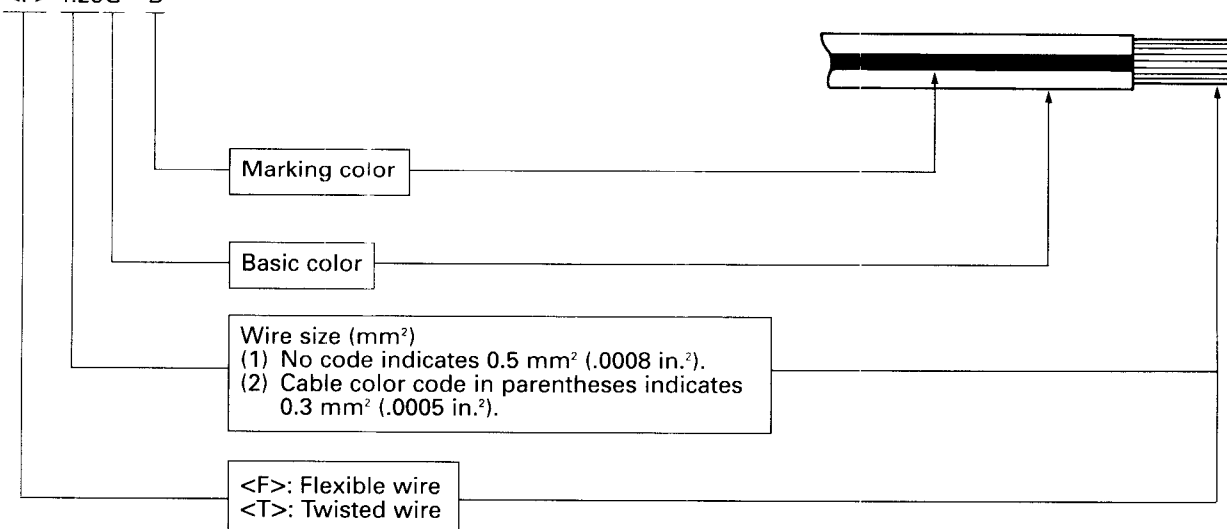 Marking color
Basic color
Wire size (mm²)
(1) No code indicates 0.5 mm² (.0008 in.²).
(2) Cable color code in parentheses indicates
0.3 mm² (.0005 in.²).
<F>: Flexible wire
<T>: Twisted wire